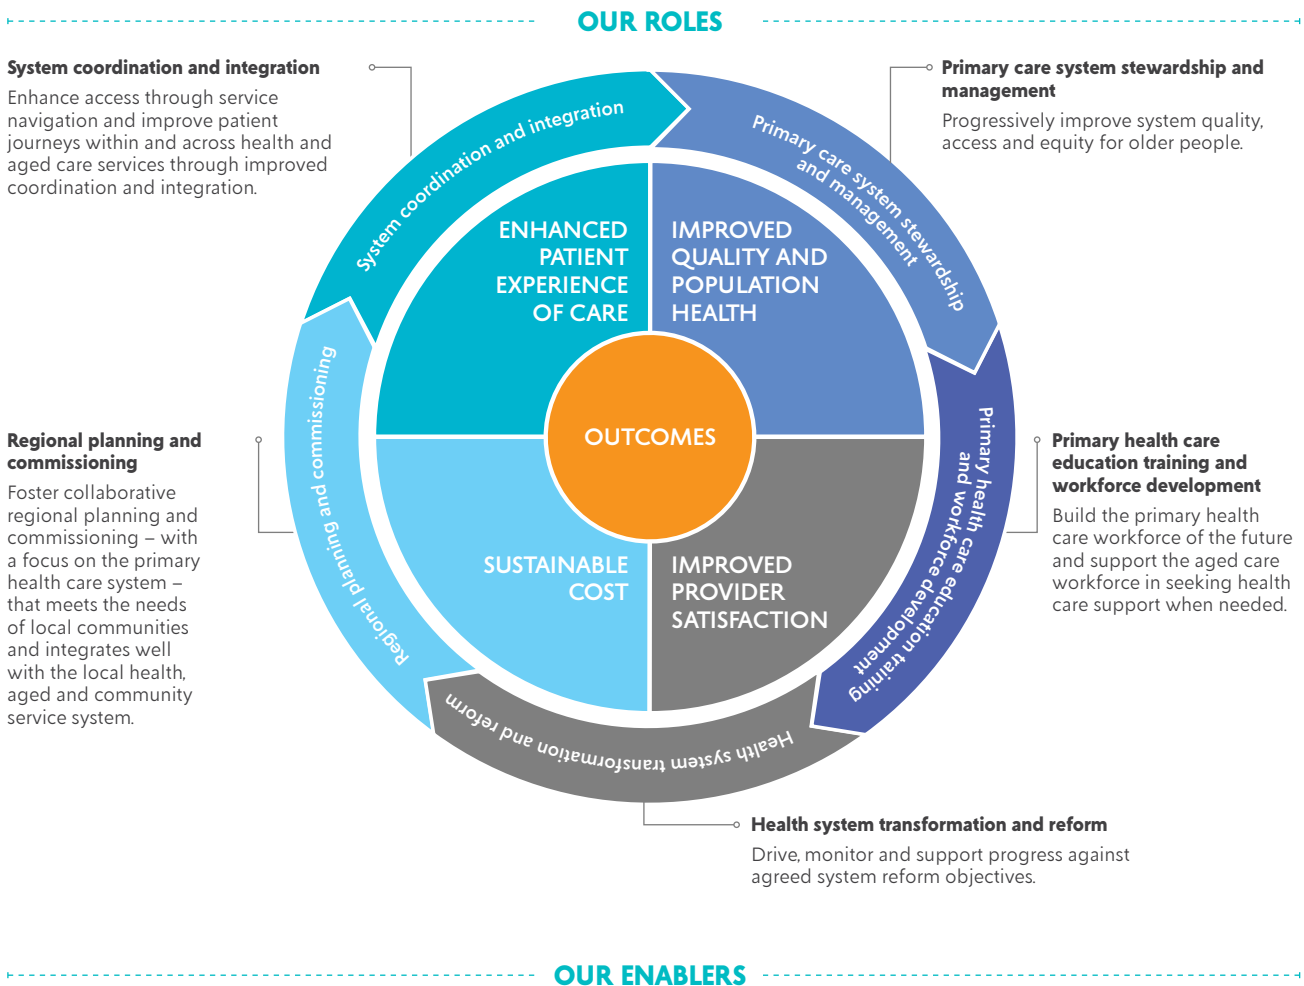 OUR ROLES
System coordination and integration
Enhance access through service
navigation and improve patient
journeys within and across health and
aged care services through improved
coordination and integration.
Primary care system stewardship and
management
Progressively improve system quality,
access and equity for older people.
System coordination and integration
Primary care system stewardship
and management
ENHANCED
PATIENT
EXPERIENCE
OF CARE
IMPROVED
QUALITY AND
POPULATION
HEALTH
OUTCOMES
SUSTAINABLE
COST
IMPROVED
PROVIDER
SATISFACTION
Regional planning and commissioning
Primary health care education training
and workforce development
Health system transformation and reform
Regional planning and
commissioning
Foster collaborative
regional planning and
commissioning – with
a focus on the primary
health care system –
that meets the needs
of local communities
and integrates well
with the local health,
aged and community
service system.
Primary health care
education training and
workforce development
Build the primary health
care workforce of the future
and support the aged care
workforce in seeking health
care support when needed.
Health system transformation and reform
Drive, monitor and support progress against
agreed system reform objectives.
OUR ENABLERS